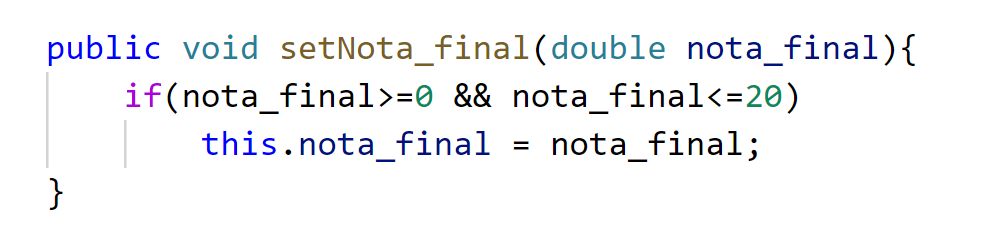 public void setNota_final(double nota_final){
if(nota_final>=0 && nota_final<=20)
this.nota_final = nota_final;
}